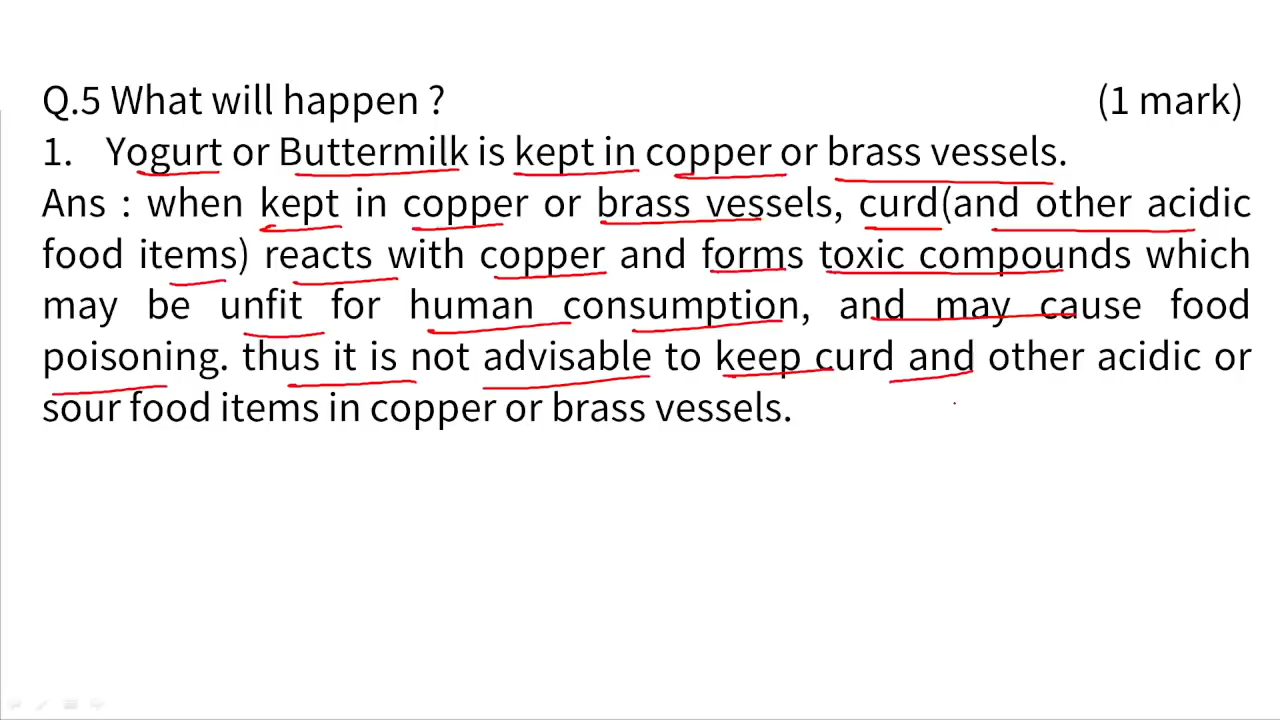 Q.5 What will happen ? (1 mark)
1. Yogurt or Buttermilk is kept in copper or brass vessels.
Ans : when kept in copper or brass vessels, curd(and other acidic
food items) reacts with copper and forms toxic compounds which
may be unfit for human consumption, and may cause food
poisoning. thus it is not advisable to keep curd and other acidic or
sour food items in copper or brass vessels.